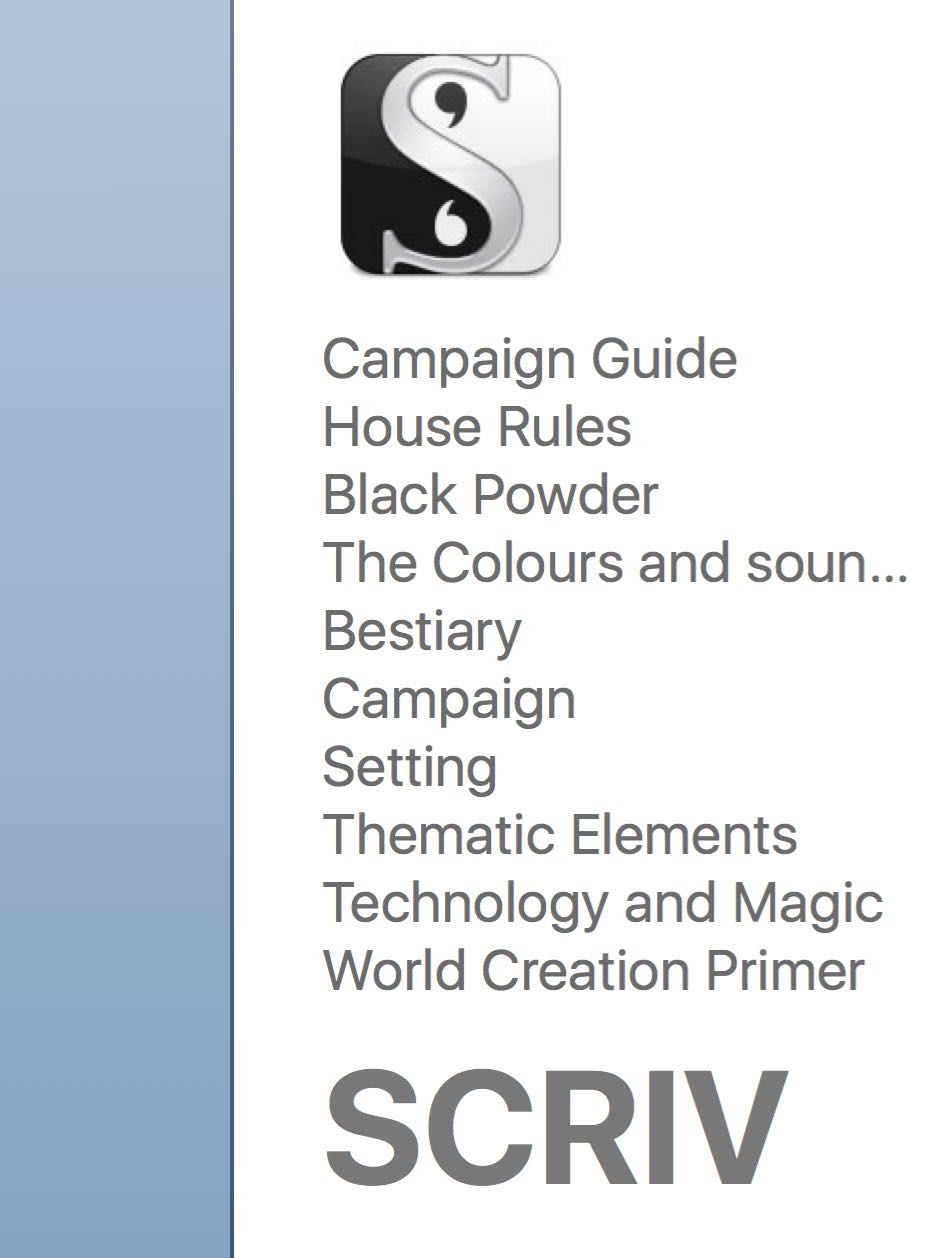 Campaign Guide
House Rules
Black Powder
The Colours and soun...
Bestiary
Campaign
Setting
Thematic Elements
Technology and Magic
World Creation Primer
SCRIV